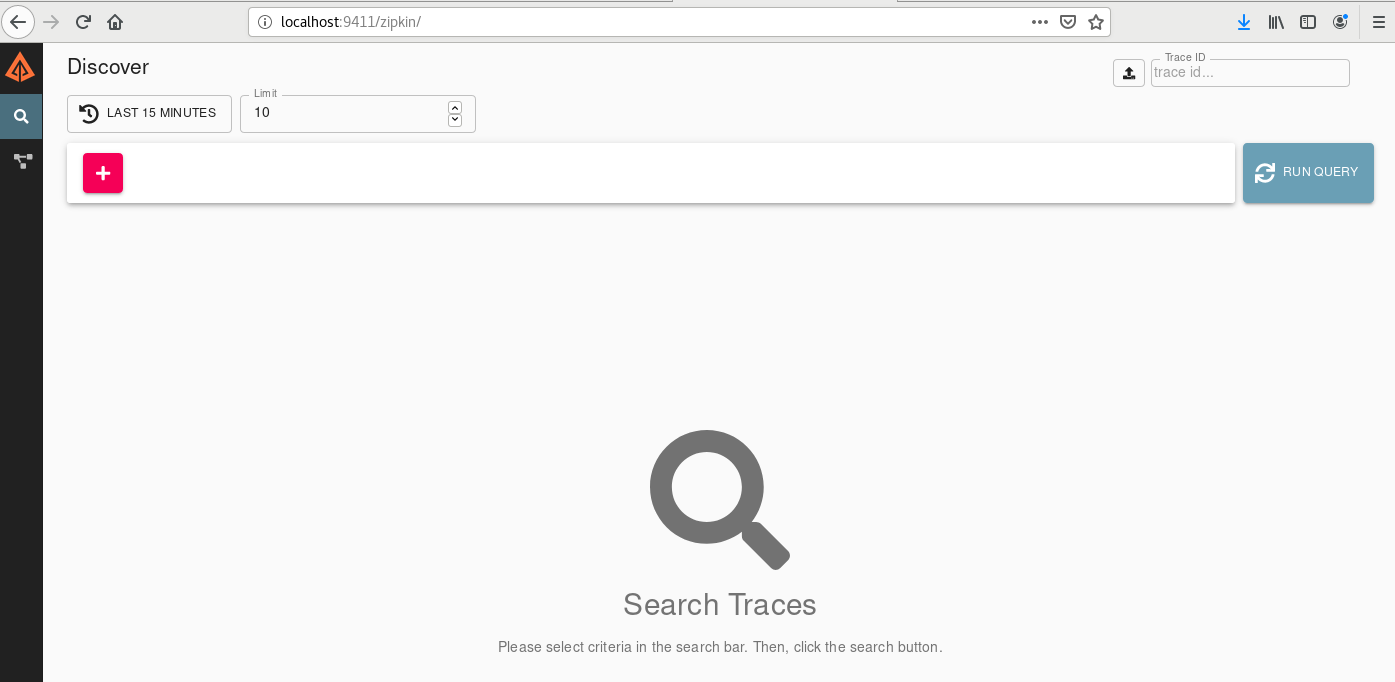 localhost:9411/zipkin/
Discover
Trace ID
trace id...
LAST 15 MINUTES
Limit
10
RUN QUERY
Search Traces
Please select criteria in the search bar. Then, click the search button.